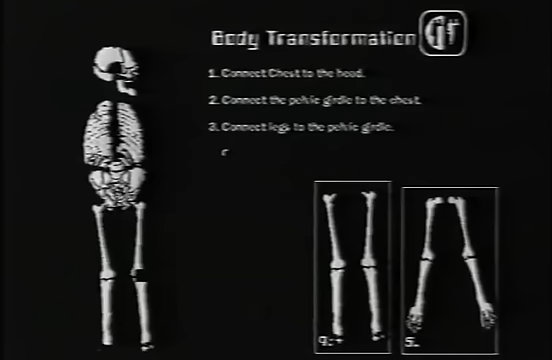 Body Transformation
1. Connect Chest to the head.
2. Connect the pelvic girdle to the chest.
3. Connect legs to the pelvic girdle.
5.